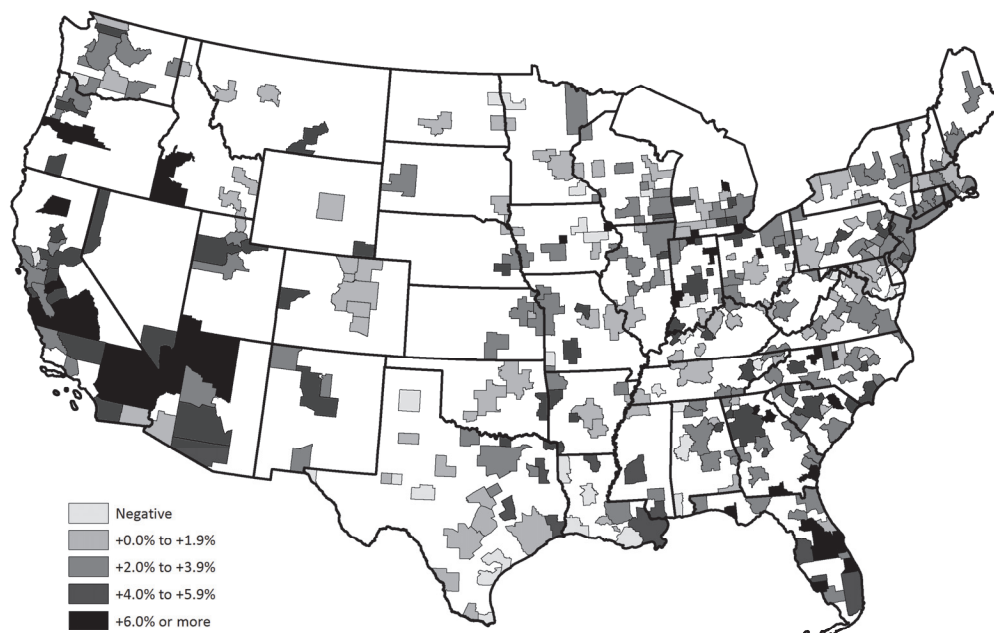 Negative
+0.0% to +1.9%
+2.0% to +3.9%
+4.0% to +5.9%
+6.0% or more